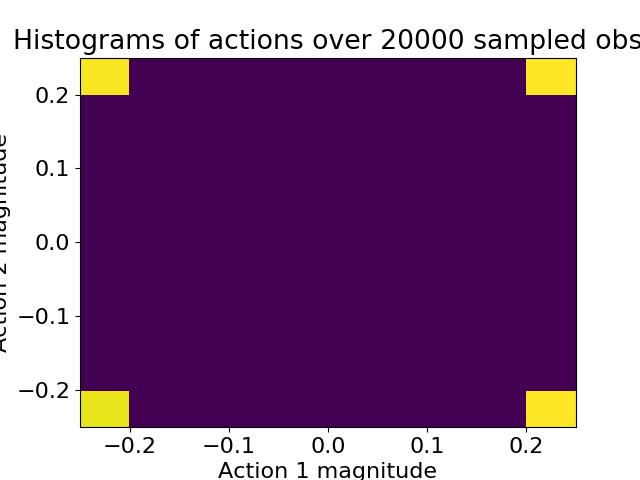 Histograms of actions over 20000 sampled obs
0.2
0.1
0.0
−0.1
−0.2
Action 2 magnitude
−0.2 −0.1 0.0 0.1 0.2
Action 1 magnitude